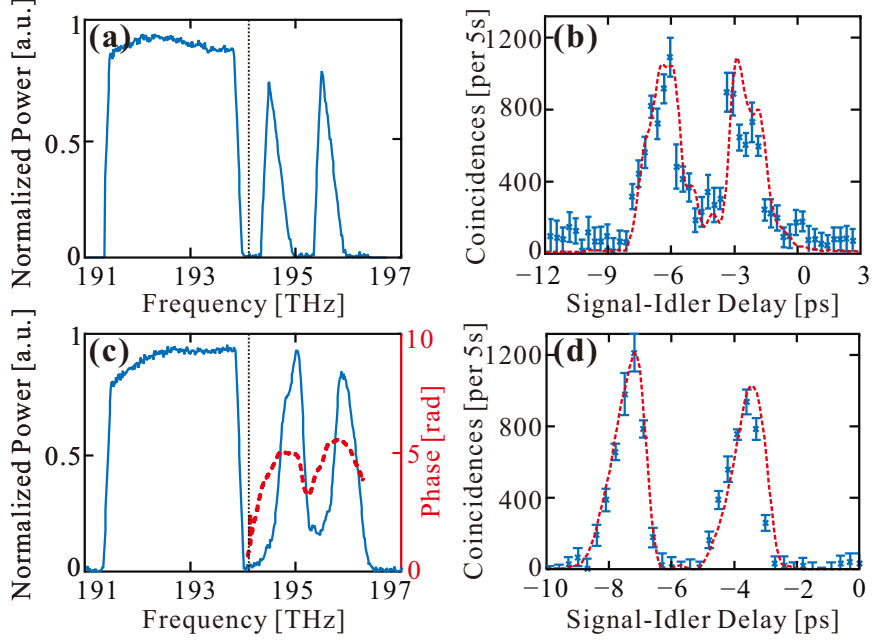 (a)
Normalized Power [a.u.]
1
0.5
0
191 193 195 197
Frequency [THz]
(b)
Coincidences [per 5s]
1200
800
400
0
−12 −9 −6 −3 0 3
Signal-Idler Delay [ps]
(c)
Normalized Power [a.u.]
1
0.5
0
10
5
0
Phase [rad]
191 193 195 197
Frequency [THz]
(d)
Coincidences [per 5s]
1200
800
400
0
−10 −8 −6 −4 −2 0
Signal-Idler Delay [ps]